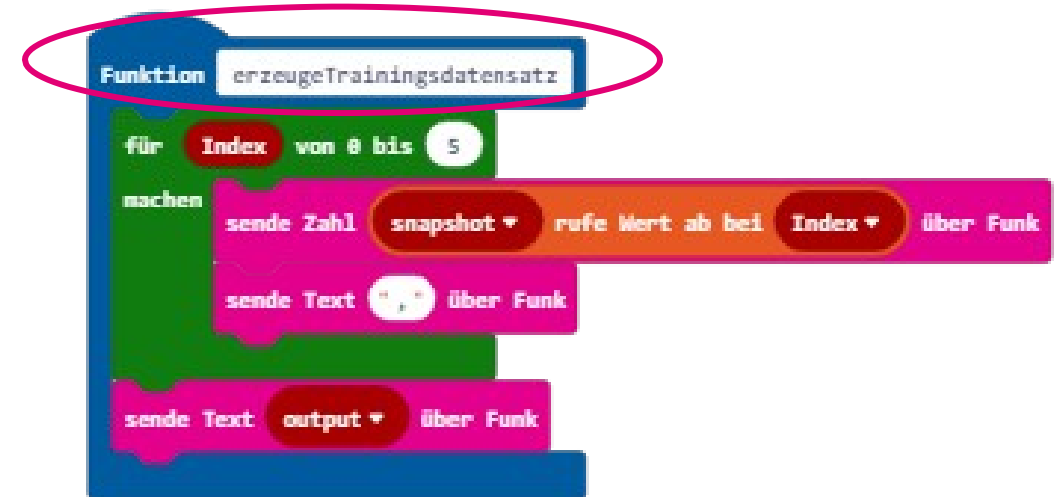 Funktion erzeugeTrainingsdatensatz
für Index von 0 bis 5
machen
sende Zahl snapshot rufe Wert ab bei Index über Funk
sende Text "," über Funk
sende Text output über Funk